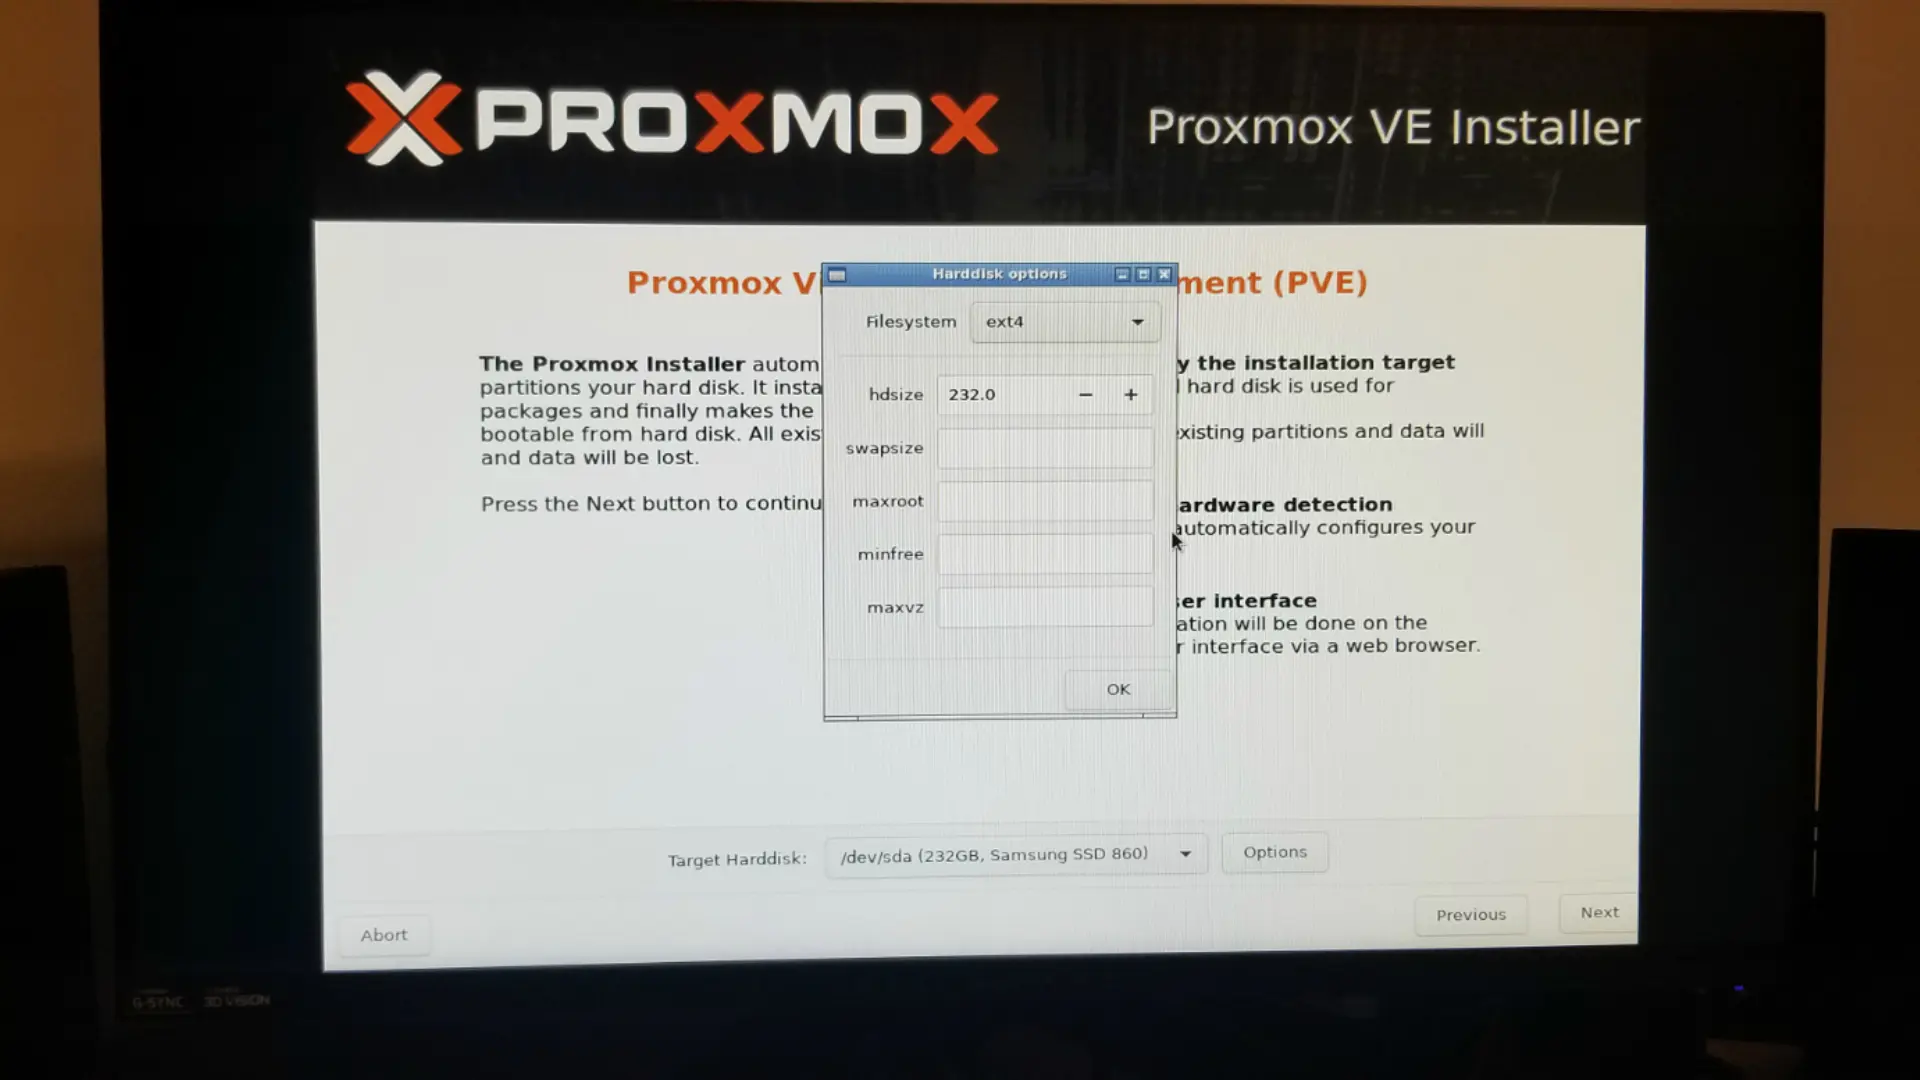 PROXMOX
Proxmox VE Installer
Harddisk options
Proxmox V
ment (PVE)
Filesystem ext4
The Proxmox Installer autom
partitions your hard disk. It insta
packages and finally makes the
bootable from hard disk. All exis
and data will be lost.
Press the Next button to continu
hdsize 232.0 − +
swapsize
maxroot
minfree
maxvz
OK
y the installation target
hard disk is used for
xisting partitions and data will
ardware detection
automatically configures your
er interface
ation will be done on the
r interface via a web browser.
Target Harddisk: /dev/sda (232GB, Samsung SSD 860) Options
Abort
Previous
Next
G-SYNC 3D VISION